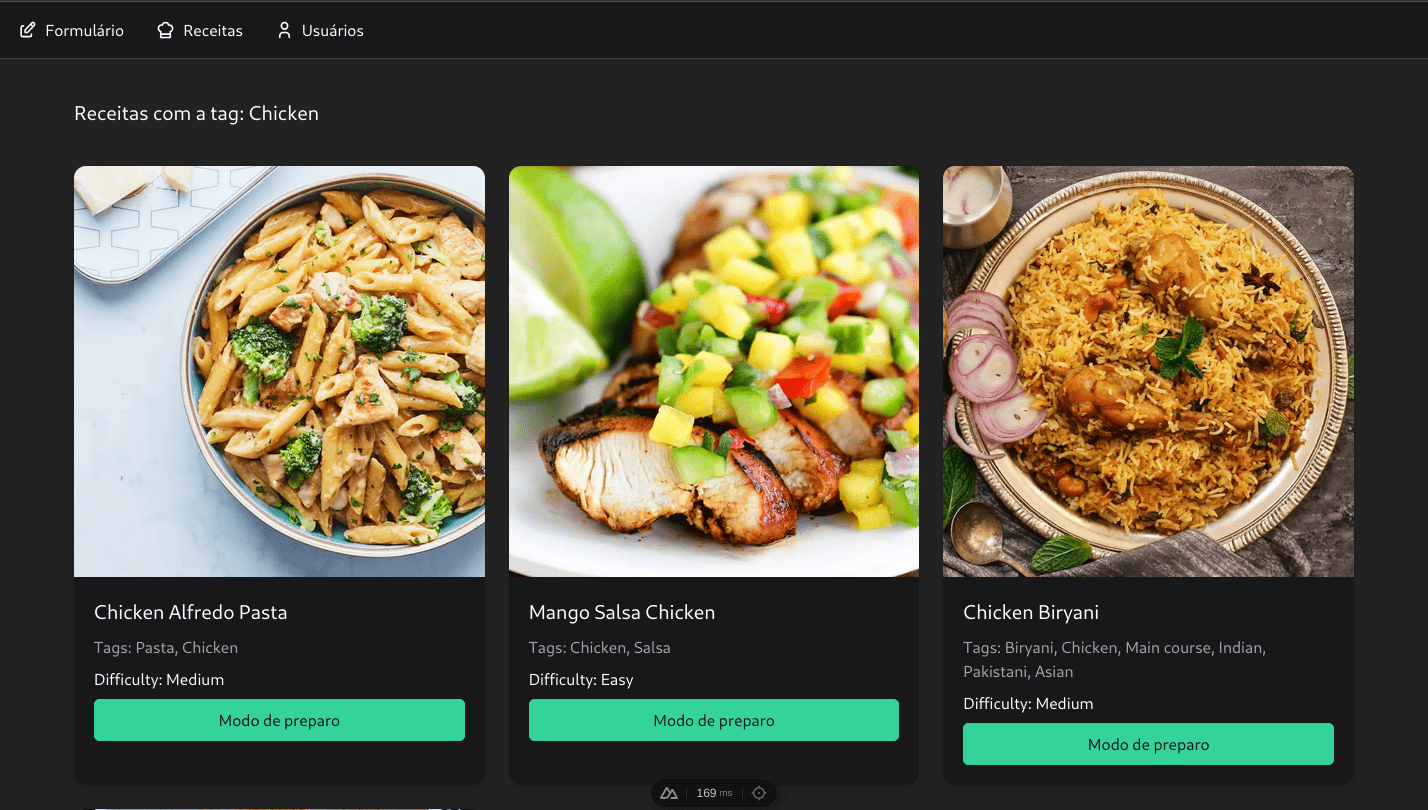 Formulário Receitas Usuários
Receitas com a tag: Chicken
Chicken Alfredo Pasta
Tags: Pasta, Chicken
Difficulty: Medium
Modo de preparo
Mango Salsa Chicken
Tags: Chicken, Salsa
Difficulty: Easy
Modo de preparo
Chicken Biryani
Tags: Biryani, Chicken, Main course, Indian,
Pakistani, Asian
Difficulty: Medium
Modo de preparo
169 ms